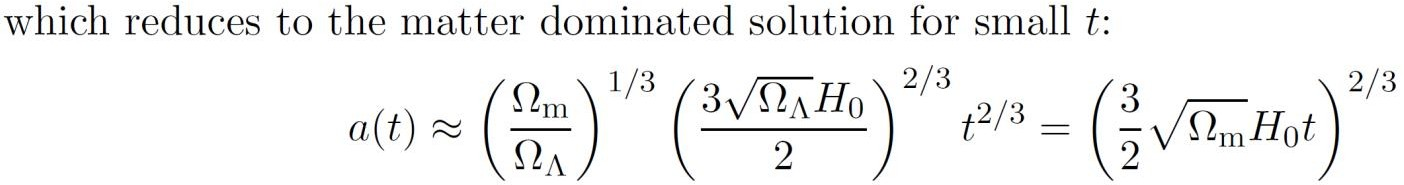 which reduces to the matter dominated solution for small t:
a(t) ≈ (Ω_m/Ω_Λ)^{1/3} (3√Ω_Λ H_0/2)^{2/3} t^{2/3} = (3/2 √Ω_m H_0 t)^{2/3}